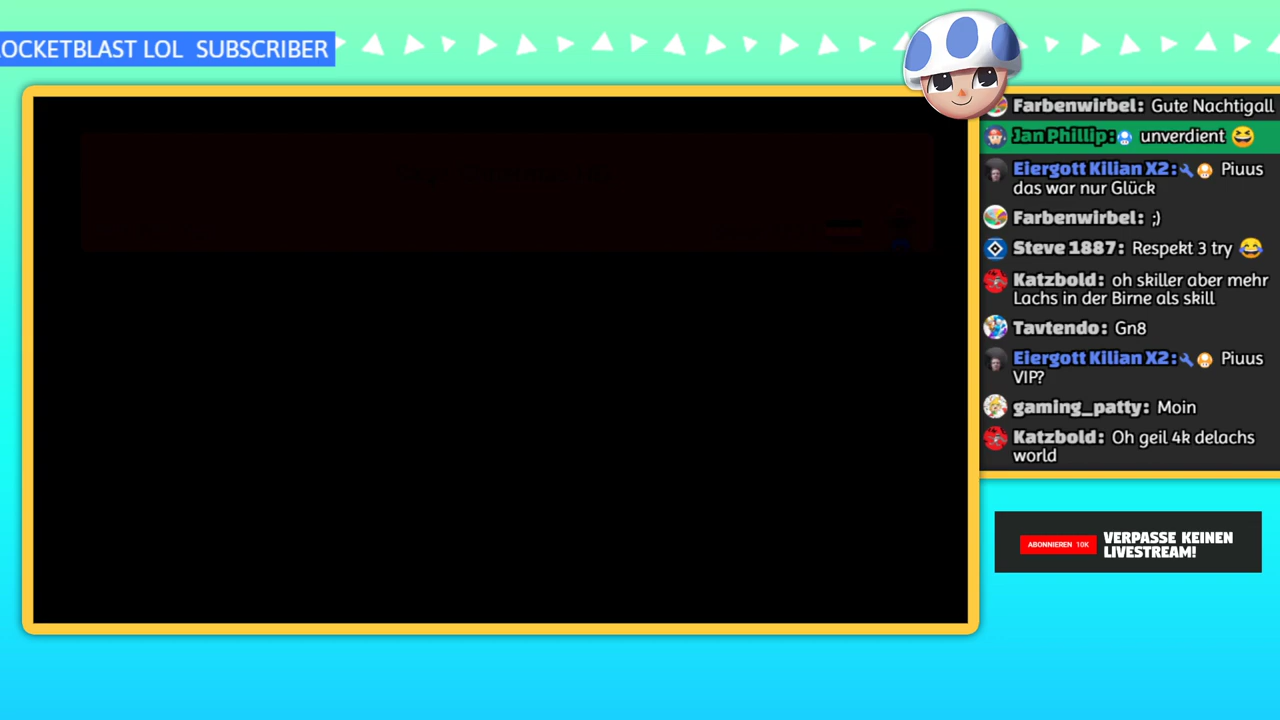 OCKETBLAST LOL SUBSCRIBER
Farbenwirbel: Gute Nachtigall
Jan Phillip: unverdient
Eiergott Kilian X2: Piuus
das war nur Glück
Farbenwirbel: ;)
Steve 1887: Respekt 3 try
Katzbold: oh skiller aber mehr
Lachs in der Birne als skill
Tavtendo: Gn8
Eiergott Kilian X2: Piuus
VIP?
gaming_patty: Moin
Katzbold: Oh geil 4k delachs
world
ABONNIEREN 10K
VERPASSE KEINEN
LIVESTREAM!